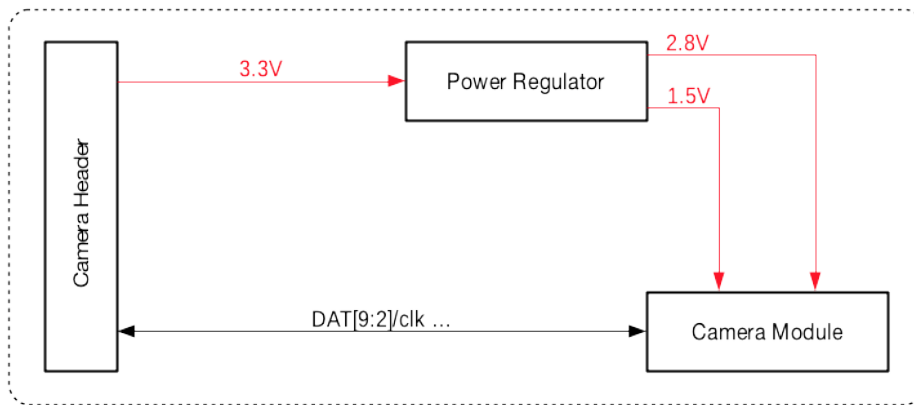 2.8V
3.3V
Power Regulator
1.5V
Camera Header
DAT[9:2]/clk ...
Camera Module